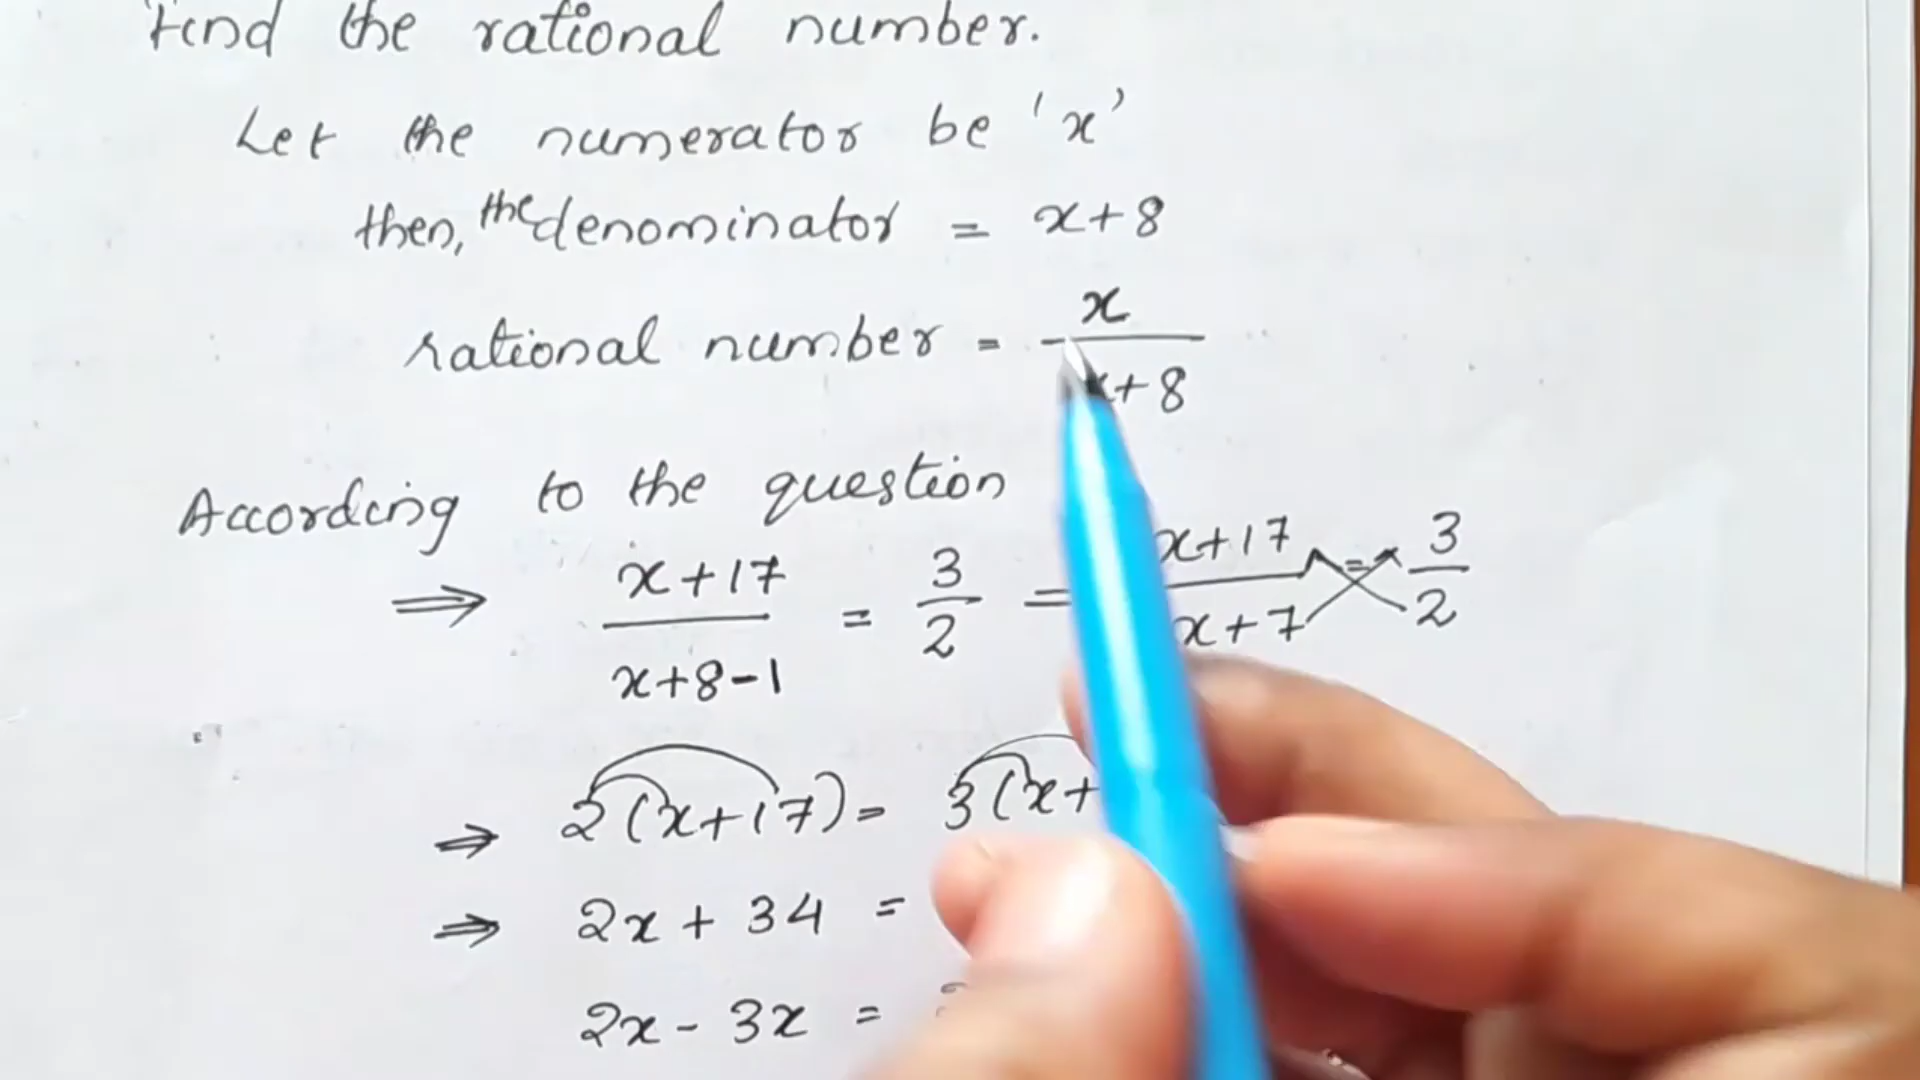 Find the rational number.
Let the numerator be 'x'
then, the denominator = x+8
rational number = x/x+8
According to the question
⇒ x+17/x+8-1 = 3/2 = x+17/x+7 = 3/2
⇒ 2(x+17) = 3(x+
⇒ 2x + 34 =
2x - 3x =